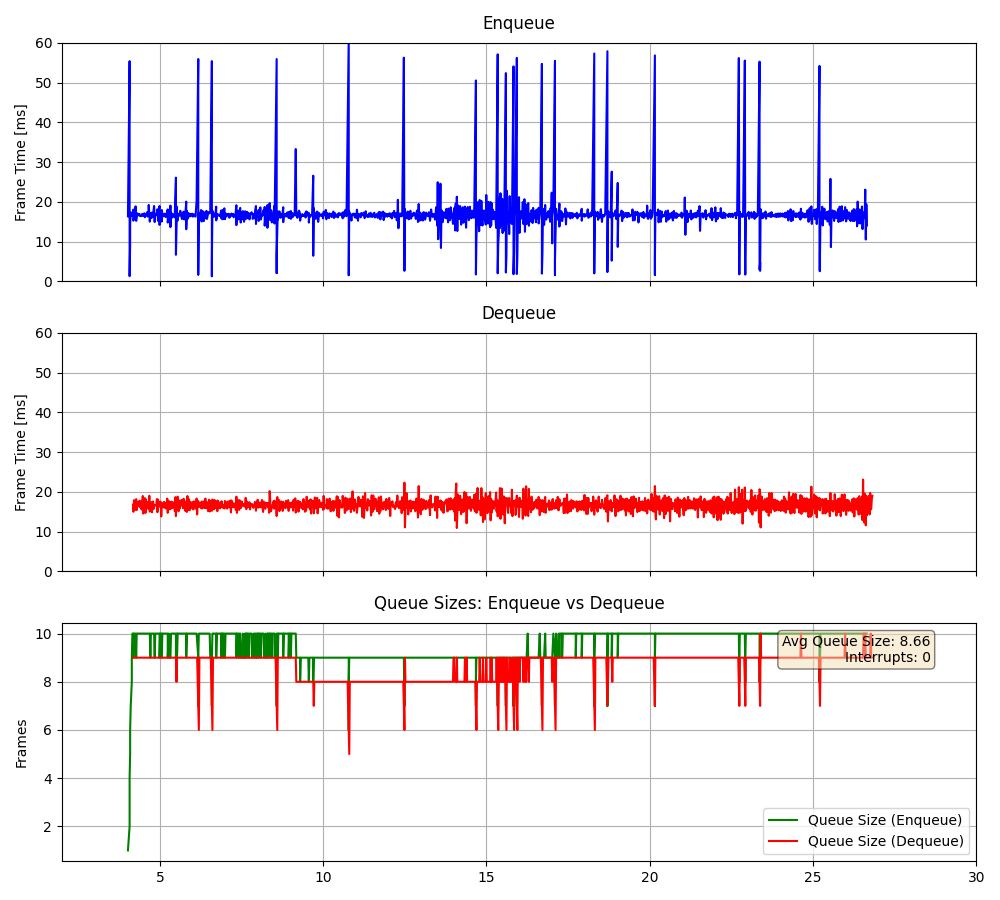 Enqueue
Frame Time [ms]
60
50
40
30
20
10
0
Dequeue
Frame Time [ms]
60
50
40
30
20
10
0
Queue Sizes: Enqueue vs Dequeue
Frames
10
8
6
4
2
Avg Queue Size: 8.66
Interrupts: 0
Queue Size (Enqueue)
Queue Size (Dequeue)
5 10 15 20 25 30